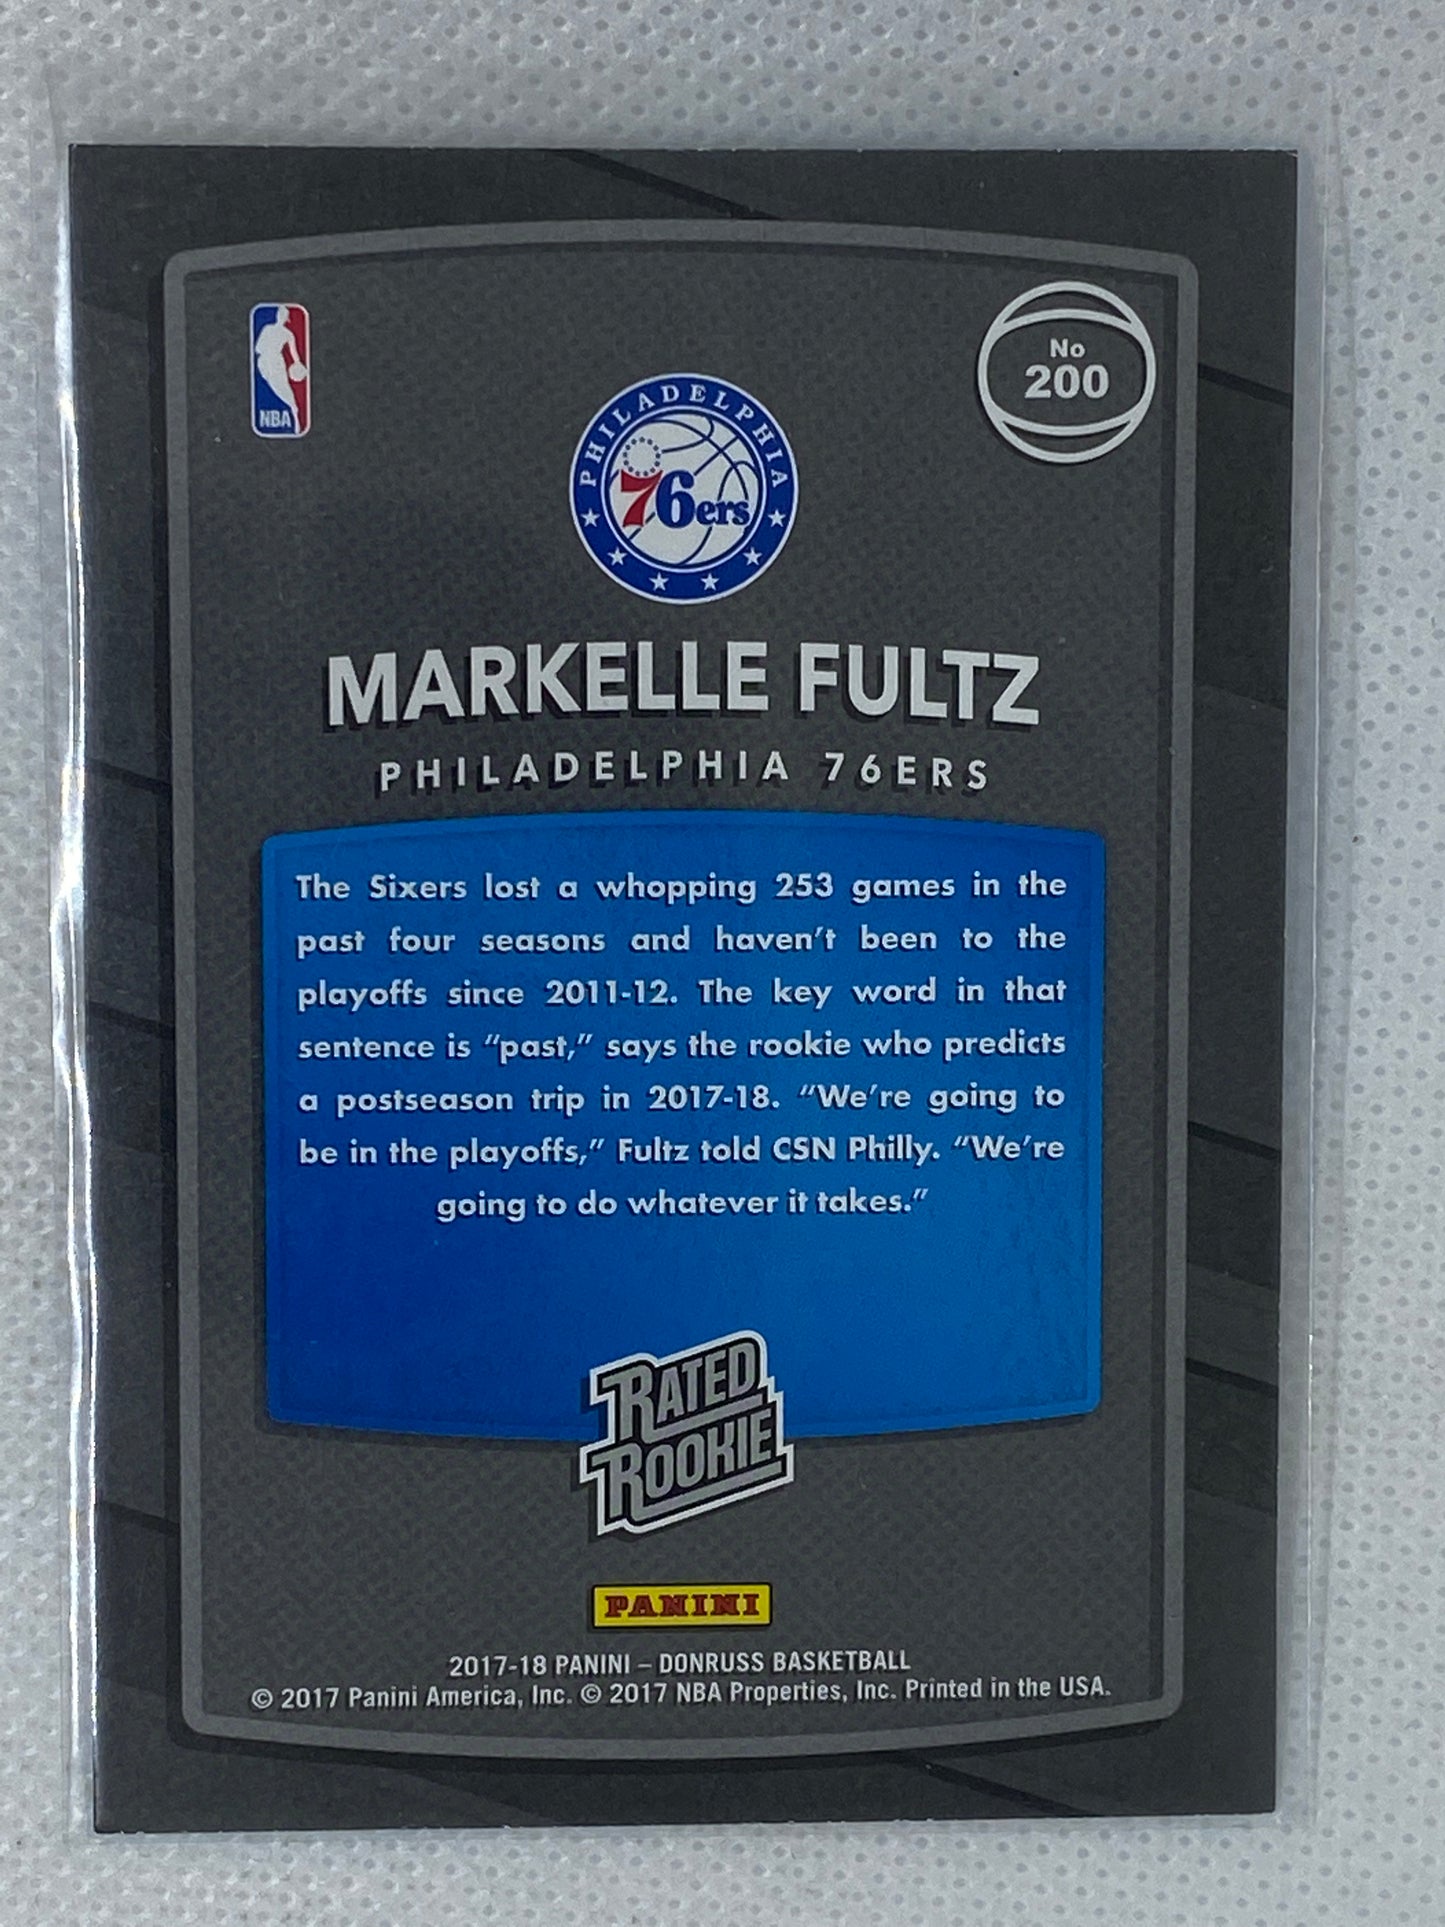 NBA
No
200
PHILADELPHIA
76ers
MARKELLE FULTZ
PHILADELPHIA 76ERS
The Sixers lost a whopping 253 games in the
past four seasons and haven't been to the
playoffs since 2011-12. The key word in that
sentence is "past," says the rookie who predicts
a postseason trip in 2017-18. "We're going to
be in the playoffs," Fultz told CSN Philly. "We're
going to do whatever it takes."
RATED
ROOKIE
PANINI
2017-18 PANINI – DONRUSS BASKETBALL
© 2017 Panini America, Inc. © 2017 NBA Properties, Inc. Printed in the USA.